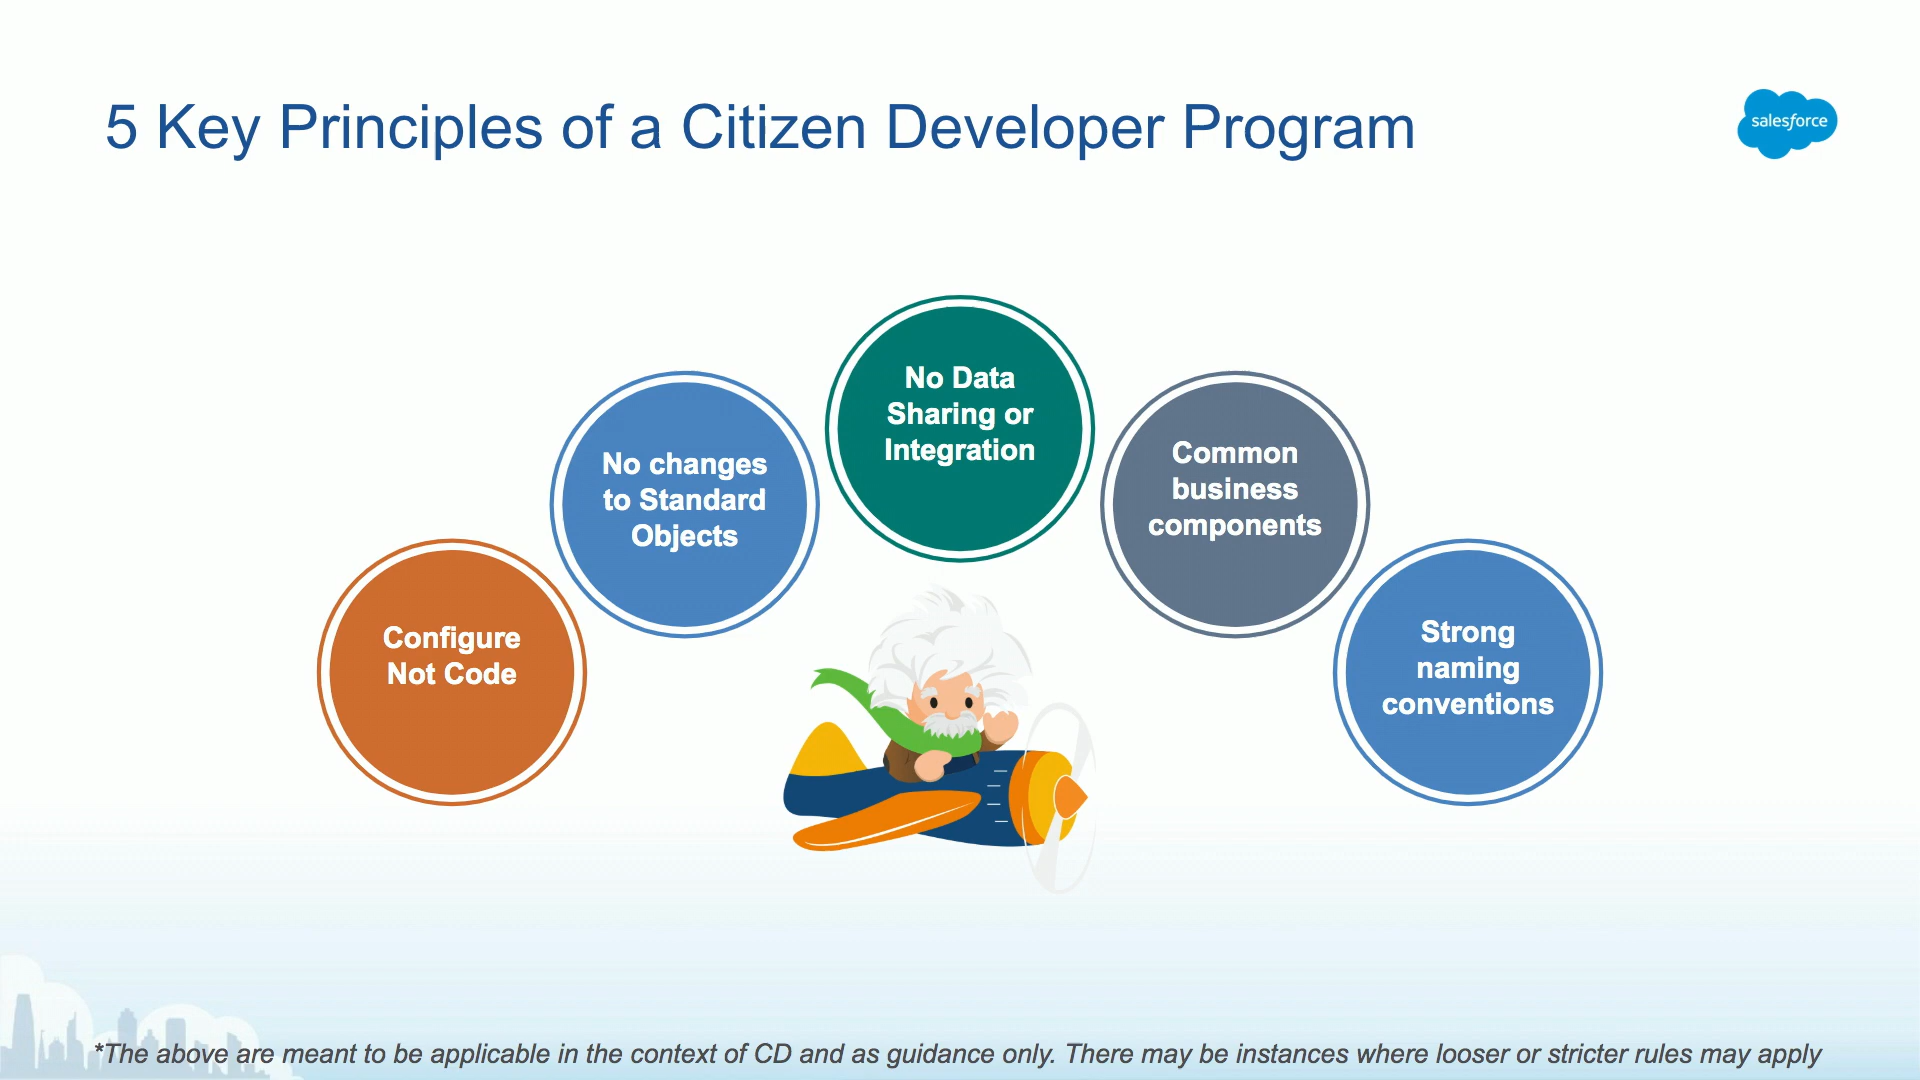 5 Key Principles of a Citizen Developer Program
salesforce
No Data
Sharing or
Integration
No changes
to Standard
Objects
Common
business
components
Configure
Not Code
Strong
naming
conventions
*The above are meant to be applicable in the context of CD and as guidance only. There may be instances where looser or stricter rules may apply